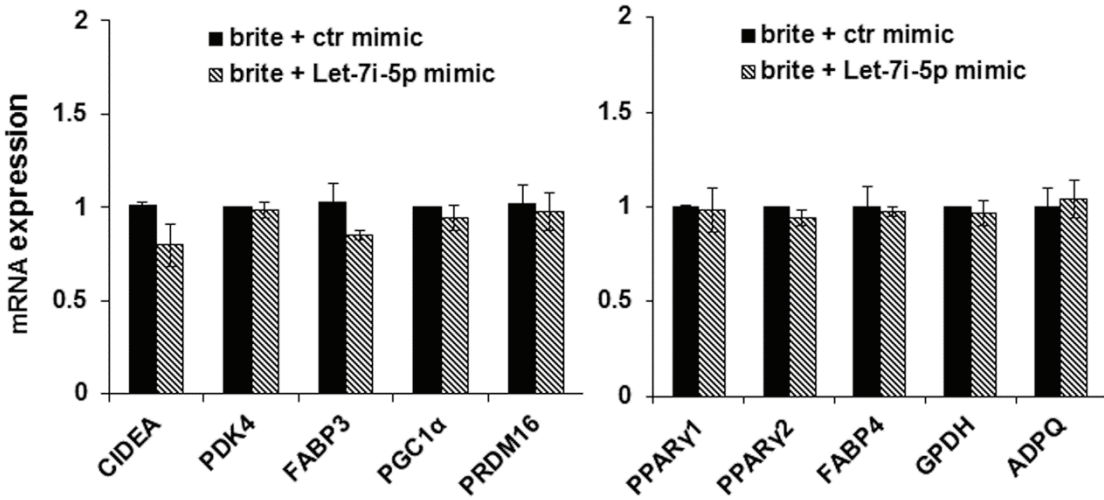 mRNA expression
2
1.5
1
0.5
0
brite + ctr mimic
brite + Let-7i-5p mimic
CIDEA
PDK4
FABP3
PGC1α
PRDM16
2
1.5
1
0.5
0
brite + ctr mimic
brite + Let-7i-5p mimic
PPARγ1
PPARγ2
FABP4
GPDH
ADPQ